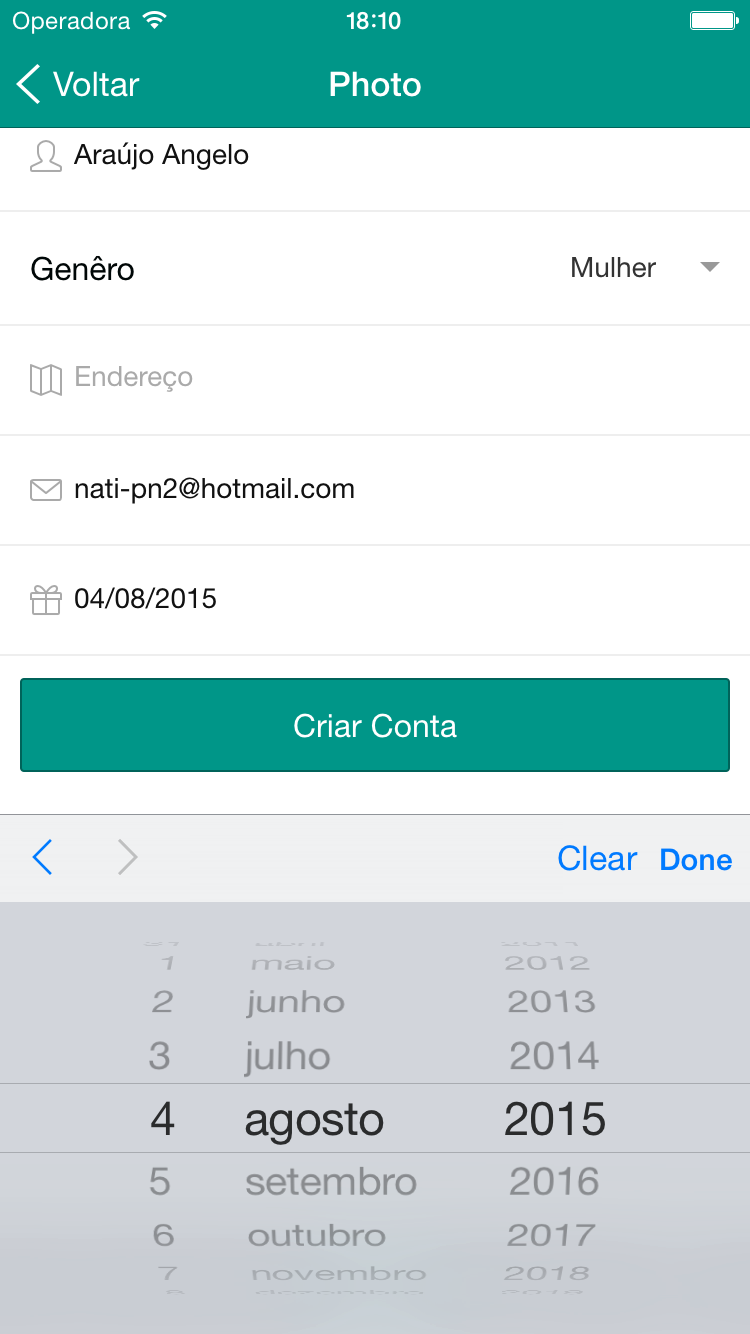 Operadora 18:10
Voltar Photo
Araújo Angelo
Genêro Mulher
Endereço
nati-pn2@hotmail.com
04/08/2015
Criar Conta
Clear Done
1 maio 2012
2 junho 2013
3 julho 2014
4 agosto 2015
5 setembro 2016
6 outubro 2017
7 novembro 2018